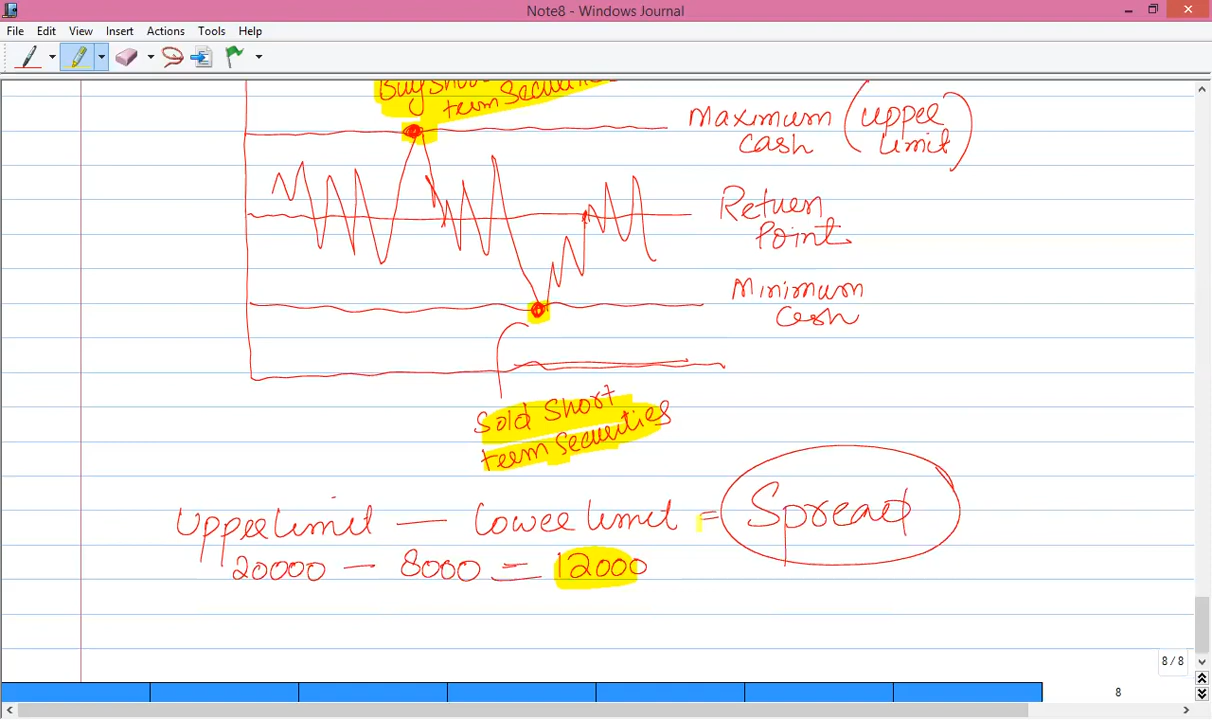 Note8 - Windows Journal
File Edit View Insert Actions Tools Help
Buy Short
term Securities
Maximum
Cash
(Upper
limit)
Return
Point
Minimum
Cash
Sold Short
term Securities
Upper limit — Lower limit = Spread
20000 — 8000 = 12000
8 / 8
8